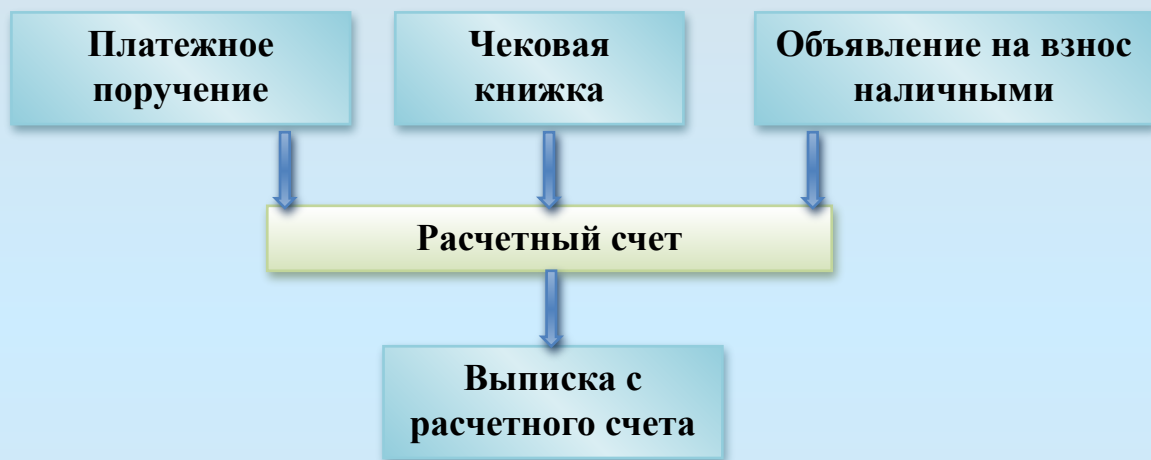 Платежное
поручение
Чековая
книжка
Объявление на взнос
наличными
Расчетный счет
Выписка с
расчетного счета